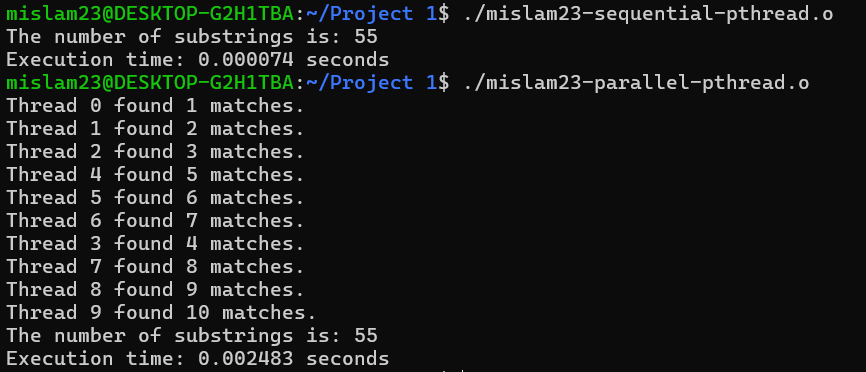 mislam23@DESKTOP-G2H1TBA:~/Project 1$ ./mislam23-sequential-pthread.o
The number of substrings is: 55
Execution time: 0.000074 seconds
mislam23@DESKTOP-G2H1TBA:~/Project 1$ ./mislam23-parallel-pthread.o
Thread 0 found 1 matches.
Thread 1 found 2 matches.
Thread 2 found 3 matches.
Thread 4 found 5 matches.
Thread 5 found 6 matches.
Thread 6 found 7 matches.
Thread 3 found 4 matches.
Thread 7 found 8 matches.
Thread 8 found 9 matches.
Thread 9 found 10 matches.
The number of substrings is: 55
Execution time: 0.002483 seconds